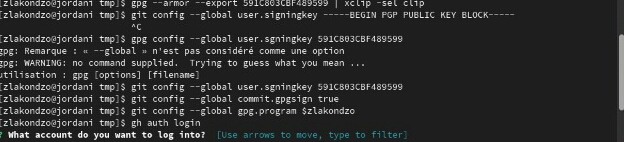 [zlakondzo@jordani tmp]$ gpg --armor --export 591C803CBF489599 | xclip -sel clip
[zlakondzo@jordani tmp]$ git config --global user.signingkey -----BEGIN PGP PUBLIC KEY BLOCK-----
^C
[zlakondzo@jordani tmp]$ gpg config --global user.sgningkey 591C803CBF489599
gpg: Remarque : « --global » n'est pas considéré comme une option
gpg: WARNING: no command supplied.  Trying to guess what you mean ...
utilisation : gpg [options] [filename]
[zlakondzo@jordani tmp]$ git config --global user.sgningkey 591C803CBF489599
[zlakondzo@jordani tmp]$ git config --global commit.gpgsign true
[zlakondzo@jordani tmp]$ git config --global gpg.program $zlakondzo
[zlakondzo@jordani tmp]$ gh auth login
? What account do you want to log into?  [Use arrows to move, type to filter]